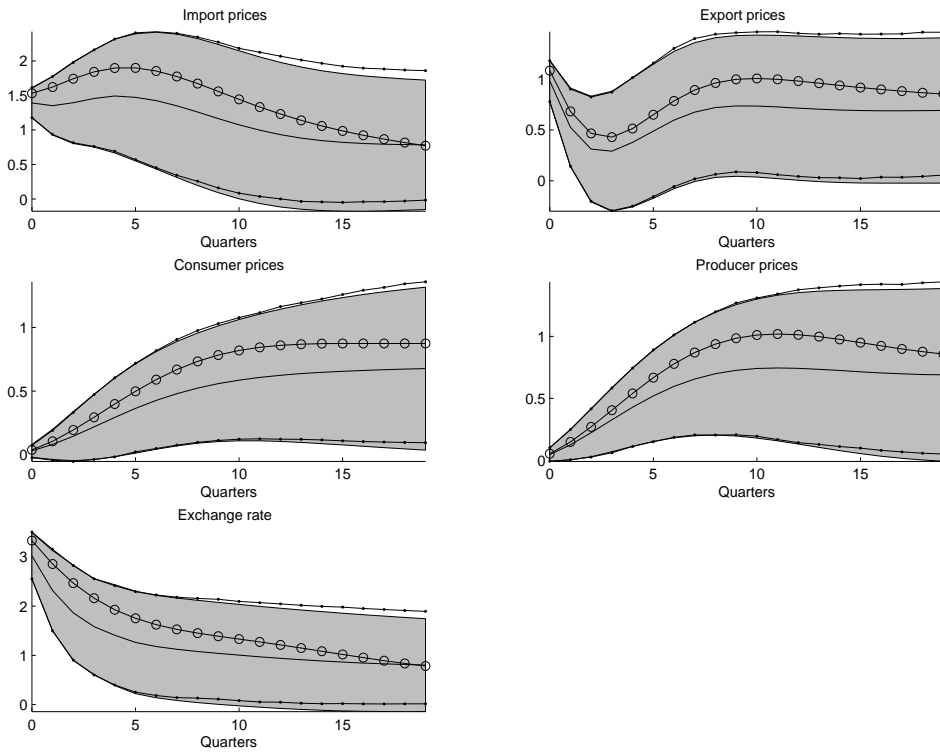 Import prices
2
1.5
1
0.5
0
0 5 10 15
Quarters
Export prices
1
0.5
0
0 5 10 15
Quarters
Consumer prices
1
0.5
0
0 5 10 15
Quarters
Producer prices
1
0.5
0
0 5 10 15
Quarters
Exchange rate
3
2
1
0
0 5 10 15
Quarters